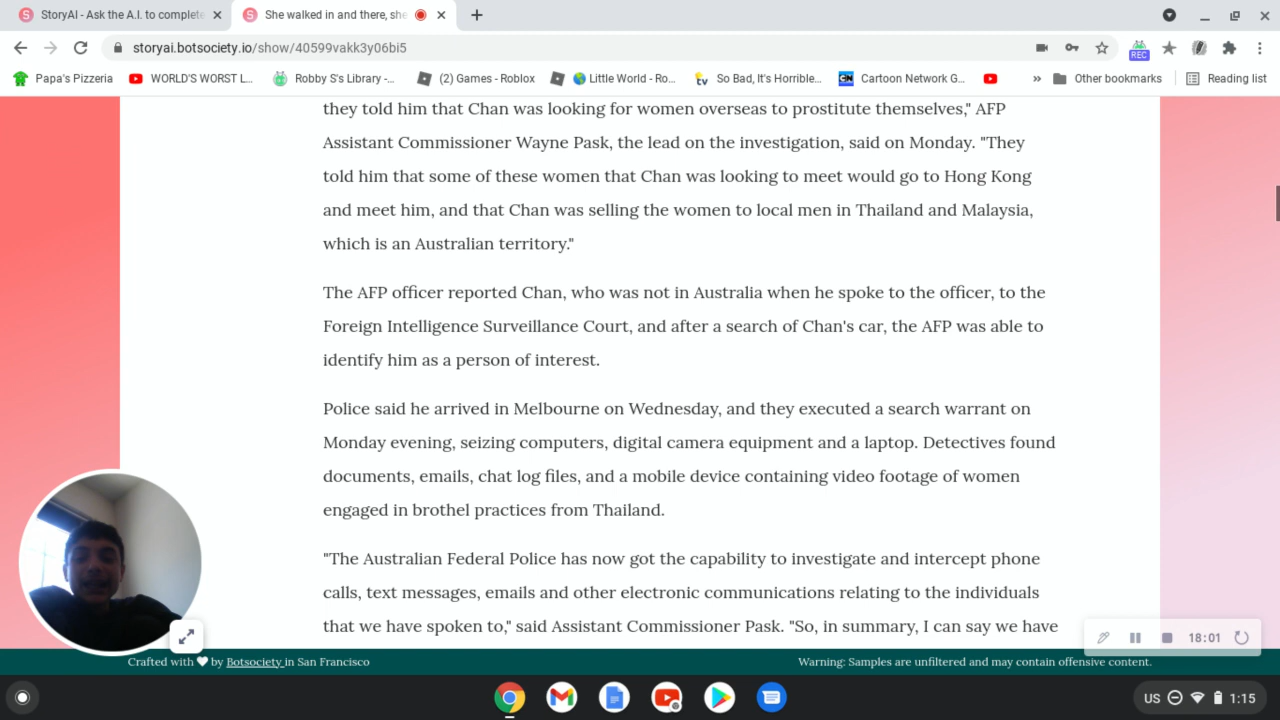 StoryAI - Ask the A.I. to complete
She walked in and there, she
storyai.botsociety.io/show/40599vakk3y06bi5
REC
Papa's Pizzeria
WORLD'S WORST L...
Robby S's Library -...
(2) Games - Roblox
Little World - Ro...
tv
So Bad, It's Horrible...
CN
Cartoon Network G...
»
Other bookmarks
Reading list
they told him that Chan was looking for women overseas to prostitute themselves," AFP
Assistant Commissioner Wayne Pask, the lead on the investigation, said on Monday. "They
told him that some of these women that Chan was looking to meet would go to Hong Kong
and meet him, and that Chan was selling the women to local men in Thailand and Malaysia,
which is an Australian territory."
The AFP officer reported Chan, who was not in Australia when he spoke to the officer, to the
Foreign Intelligence Surveillance Court, and after a search of Chan's car, the AFP was able to
identify him as a person of interest.
Police said he arrived in Melbourne on Wednesday, and they executed a search warrant on
Monday evening, seizing computers, digital camera equipment and a laptop. Detectives found
documents, emails, chat log files, and a mobile device containing video footage of women
engaged in brothel practices from Thailand.
"The Australian Federal Police has now got the capability to investigate and intercept phone
calls, text messages, emails and other electronic communications relating to the individuals
that we have spoken to," said Assistant Commissioner Pask. "So, in summary, I can say we have
18:01
Crafted with ♥ by Botsociety in San Francisco
Warning: Samples are unfiltered and may contain offensive content.
US
1:15